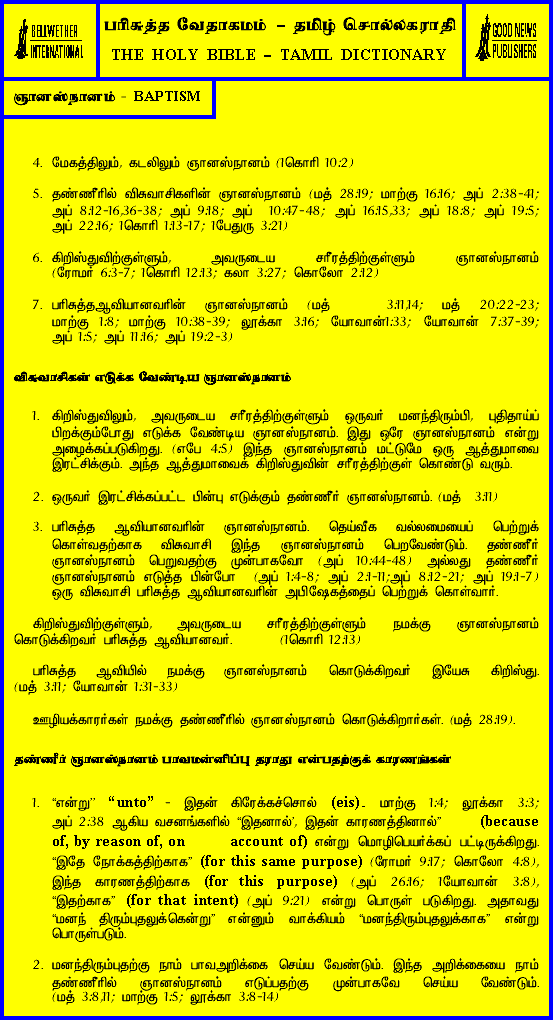 BELLWETHER
INTERNATIONAL
பரிசுத்த வேதாகமம் – தமிழ் சொல்லகராதி
THE HOLY BIBLE – TAMIL DICTIONARY
GOOD NEWS
PUBLISHERS
ஞானஸ்நானம் - BAPTISM
4. மேகத்திலும், கடலிலும் ஞானஸ்நானம் (1கொரி 10:2)
5. தண்ணீரில் விசுவாசிகளின் ஞானஸ்நானம் (மத் 28:19; மாற்கு 16:16; அப் 2:38-41;
அப் 8:12-16,36-38; அப் 9:18; அப் 10:47-48; அப் 16:15,33; அப் 18:8; அப் 19:5;
அப் 22:16; 1கொரி 1:13-17; 1பேதுரு 3:21)
6. கிறிஸ்துவிற்குள்ளும், அவருடைய சரீரத்திற்குள்ளும் ஞானஸ்நானம்
(ரோமர் 6:3-7; 1கொரி 12:13; கலா 3:27; கொலோ 2:12)
7. பரிசுத்தஆவியானவரின் ஞானஸ்நானம் (மத் 3:11,14; மத் 20:22-23;
மாற்கு 1:8; மாற்கு 10:38-39; லூக்கா 3:16; யோவான்1:33; யோவான் 7:37-39;
அப் 1:5; அப் 11:16; அப் 19:2-3)
விசுவாசிகள் எடுக்க வேண்டிய ஞானஸ்நானம்
1. கிறிஸ்துவிலும், அவருடைய சரீரத்திற்குள்ளும் ஒருவர் மனந்திரும்பி, புதிதாய்ப்
பிறக்கும்போது எடுக்க வேண்டிய ஞானஸ்நானம். இது ஒரே ஞானஸ்நானம் என்று
அழைக்கப்படுகிறது. (எபே 4:5) இந்த ஞானஸ்நானம் மட்டுமே ஒரு ஆத்துமாவை
இரட்சிக்கும். அந்த ஆத்துமாவைக் கிறிஸ்துவின் சரீரத்திற்குள் கொண்டு வரும்.
2. ஒருவர் இரட்சிக்கப்பட்ட பின்பு எடுக்கும் தண்ணீர் ஞானஸ்நானம். (மத் 3:11)
3. பரிசுத்த ஆவியானவரின் ஞானஸ்நானம். தெய்வீக வல்லமையைப் பெற்றுக்
கொள்வதற்காக விசுவாசி இந்த ஞானஸ்நானம் பெறவேண்டும். தண்ணீர்
ஞானஸ்நானம் பெறுவதற்கு முன்பாகவோ (அப் 10:44-48) அல்லது தண்ணீர்
ஞானஸ்நானம் எடுத்த பின்போ (அப் 1:4-8; அப் 2:1-11;அப் 8:12-21; அப் 19:1-7)
ஒரு விசுவாசி பரிசுத்த ஆவியானவரின் அபிஷேகத்தைப் பெற்றுக் கொள்வார்.
கிறிஸ்துவிற்குள்ளும், அவருடைய சரீரத்திற்குள்ளும் நமக்கு ஞானஸ்நானம்
கொடுக்கிறவர் பரிசுத்த ஆவியானவர். (1கொரி 12:13)
பரிசுத்த ஆவியில் நமக்கு ஞானஸ்நானம் கொடுக்கிறவர் இயேசு கிறிஸ்து.
(மத் 3:11; யோவான் 1:31-33)
ஊழியக்காரர்கள் நமக்கு தண்ணீரில் ஞானஸ்நானம் கொடுக்கிறார்கள். (மத் 28:19).
தண்ணீர் ஞானஸ்நானம் பாவமன்னிப்பு தராது என்பதற்குக் காரணங்கள்
1. "என்று" "unto" - இதன் கிரேக்கச்சொல் (eis). மாற்கு 1:4; லூக்கா 3:3;
அப் 2:38 ஆகிய வசனங்களில் "இதனால்', இதன் காரணத்தினால்" (because
of, by reason of, on account of) என்று மொழிபெயர்க்கப் பட்டிருக்கிறது.
"இதே நோக்கத்திற்காக" (for this same purpose) (ரோமர் 9:17; கொலோ 4:8),
இந்த காரணத்திற்காக (for this purpose) (அப் 26:16; 1யோவான் 3:8),
"இதற்காக" (for that intent) (அப் 9:21) என்று பொருள் படுகிறது. அதாவது
"மனந் திரும்புதலுக்கென்று" என்னும் வாக்கியம் "மனந்திரும்புதலுக்காக" என்று
பொருள்படும்.
2. மனந்திரும்புதற்கு நாம் பாவஅறிக்கை செய்ய வேண்டும். இந்த அறிக்கையை நாம்
தண்ணீரில் ஞானஸ்நானம் எடுப்பதற்கு முன்பாகவே செய்ய வேண்டும்.
(மத் 3:8,11; மாற்கு 1:5; லூக்கா 3:8-14)